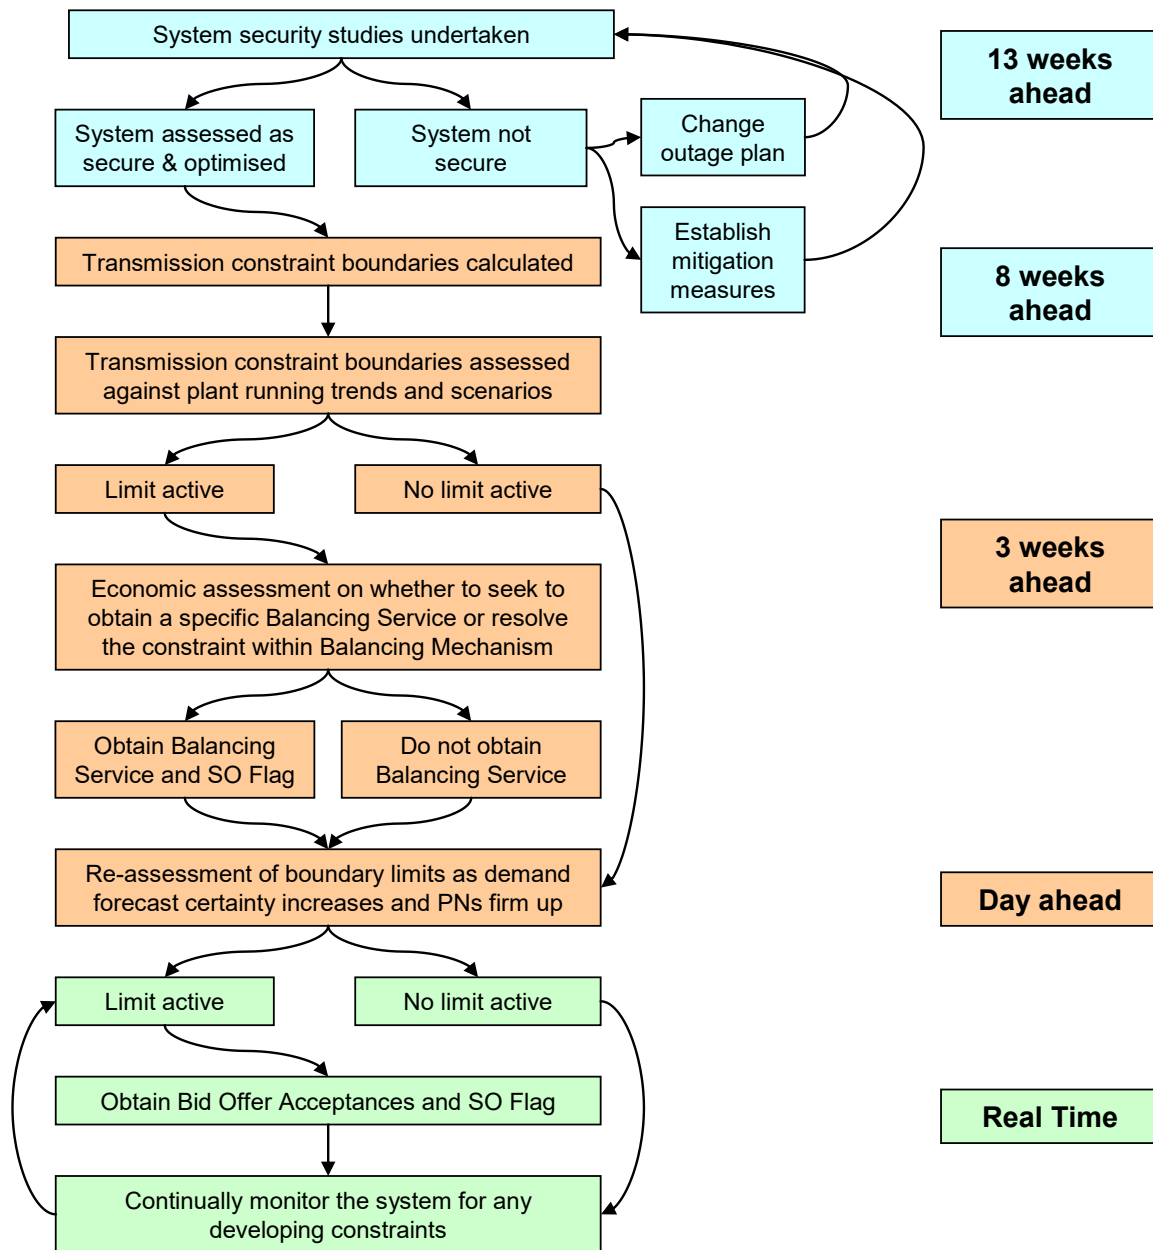 System security studies undertaken
13 weeks
ahead
System assessed as
secure & optimised
System not
secure
Change
outage plan
Establish
mitigation
measures
Transmission constraint boundaries calculated
8 weeks
ahead
Transmission constraint boundaries assessed
against plant running trends and scenarios
Limit active
No limit active
3 weeks
ahead
Economic assessment on whether to seek to
obtain a specific Balancing Service or resolve
the constraint within Balancing Mechanism
Obtain Balancing
Service and SO Flag
Do not obtain
Balancing Service
Re-assessment of boundary limits as demand
forecast certainty increases and PNs firm up
Day ahead
Limit active
No limit active
Obtain Bid Offer Acceptances and SO Flag
Real Time
Continually monitor the system for any
developing constraints